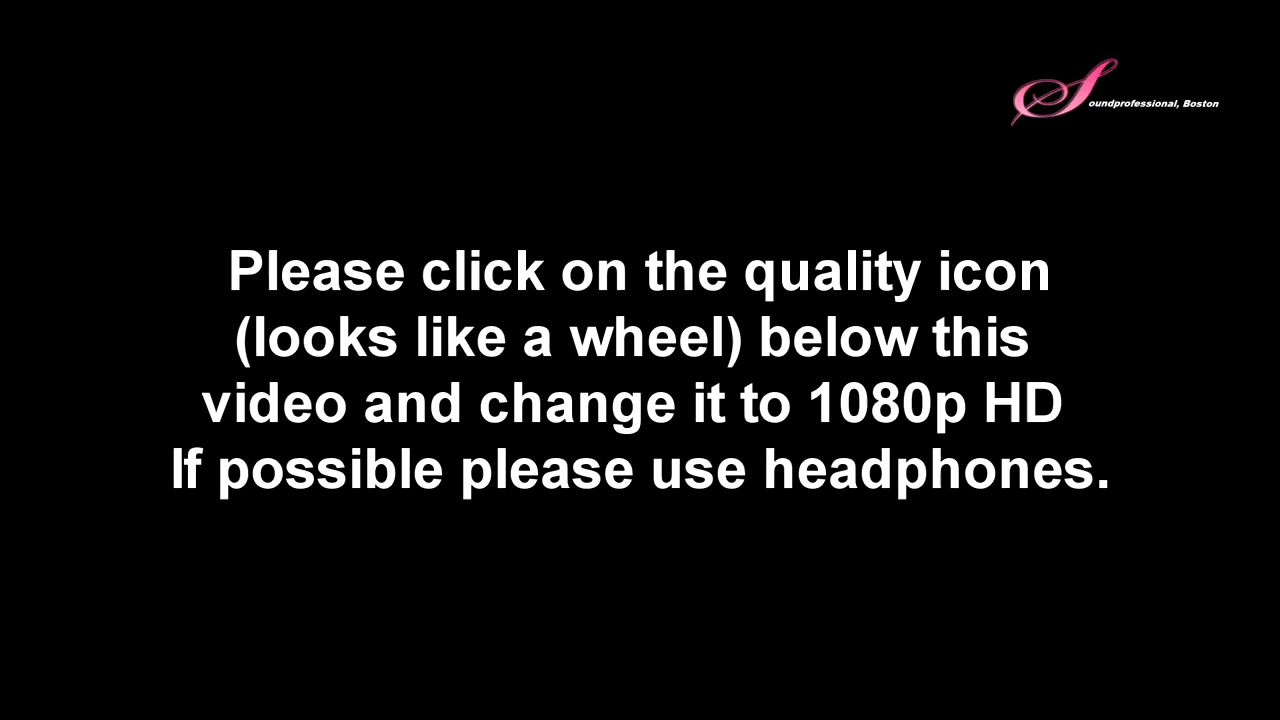 Soundprofessional, Boston
Please click on the quality icon
(looks like a wheel) below this
video and change it to 1080p HD
If possible please use headphones.